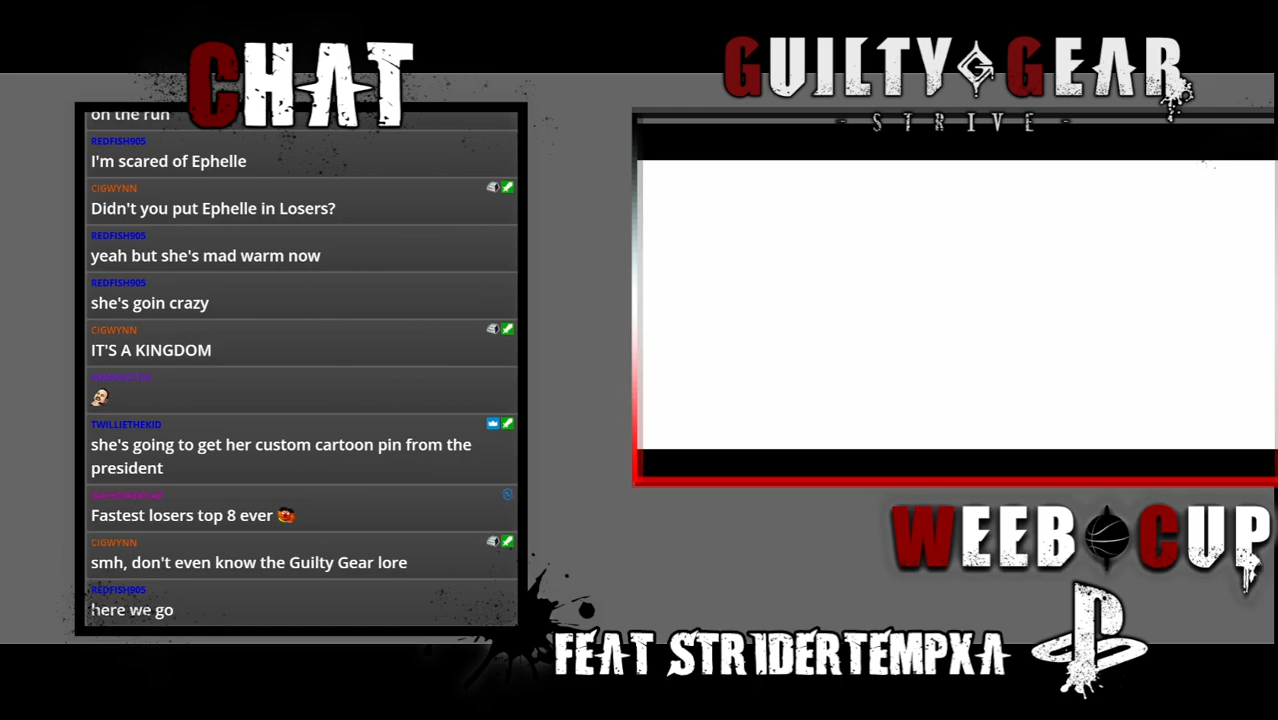 CHAT
on the run
REDFISH905
I'm scared of Ephelle
CIGWYNN
Didn't you put Ephelle in Losers?
REDFISH905
yeah but she's mad warm now
REDFISH905
she's goin crazy
CIGWYNN
IT'S A KINGDOM
TWILLIETHEKID
she's going to get her custom cartoon pin from the
president
Fastest losers top 8 ever
CIGWYNN
smh, don't even know the Guilty Gear lore
REDFISH905
here we go
GUILTY GEAR
- STRIVE -
WEEB CUP
FEAT STRIDERTEMPXA